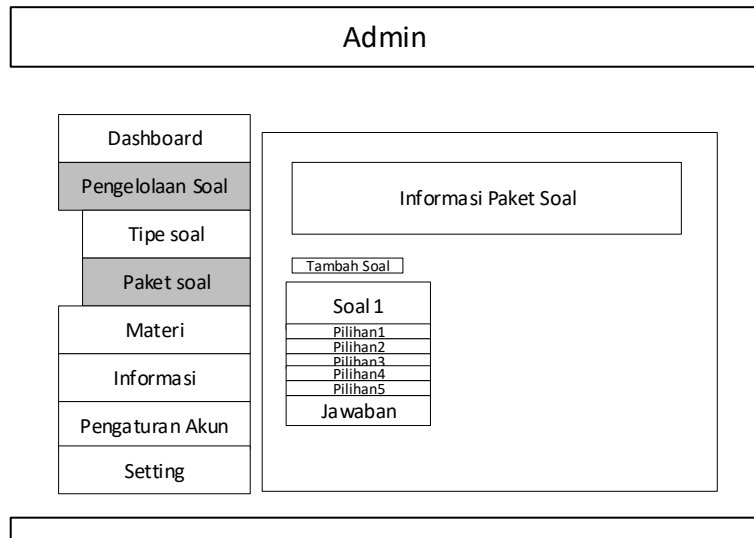 Admin
Dashboard
Pengelolaan Soal
Tipe soal
Paket soal
Materi
Informasi
Pengaturan Akun
Setting
Informasi Paket Soal
Tambah Soal
Soal 1
Pilihan1
Pilihan2
Pilihan3
Pilihan4
Pilihan5
Jawaban